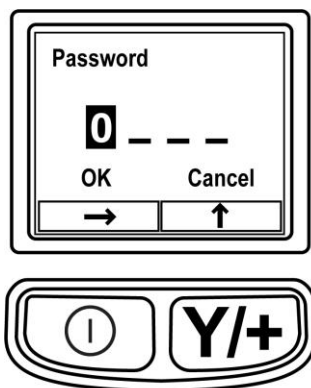 Password
0 _ _ _
OK Cancel
→ ↑
Y/+